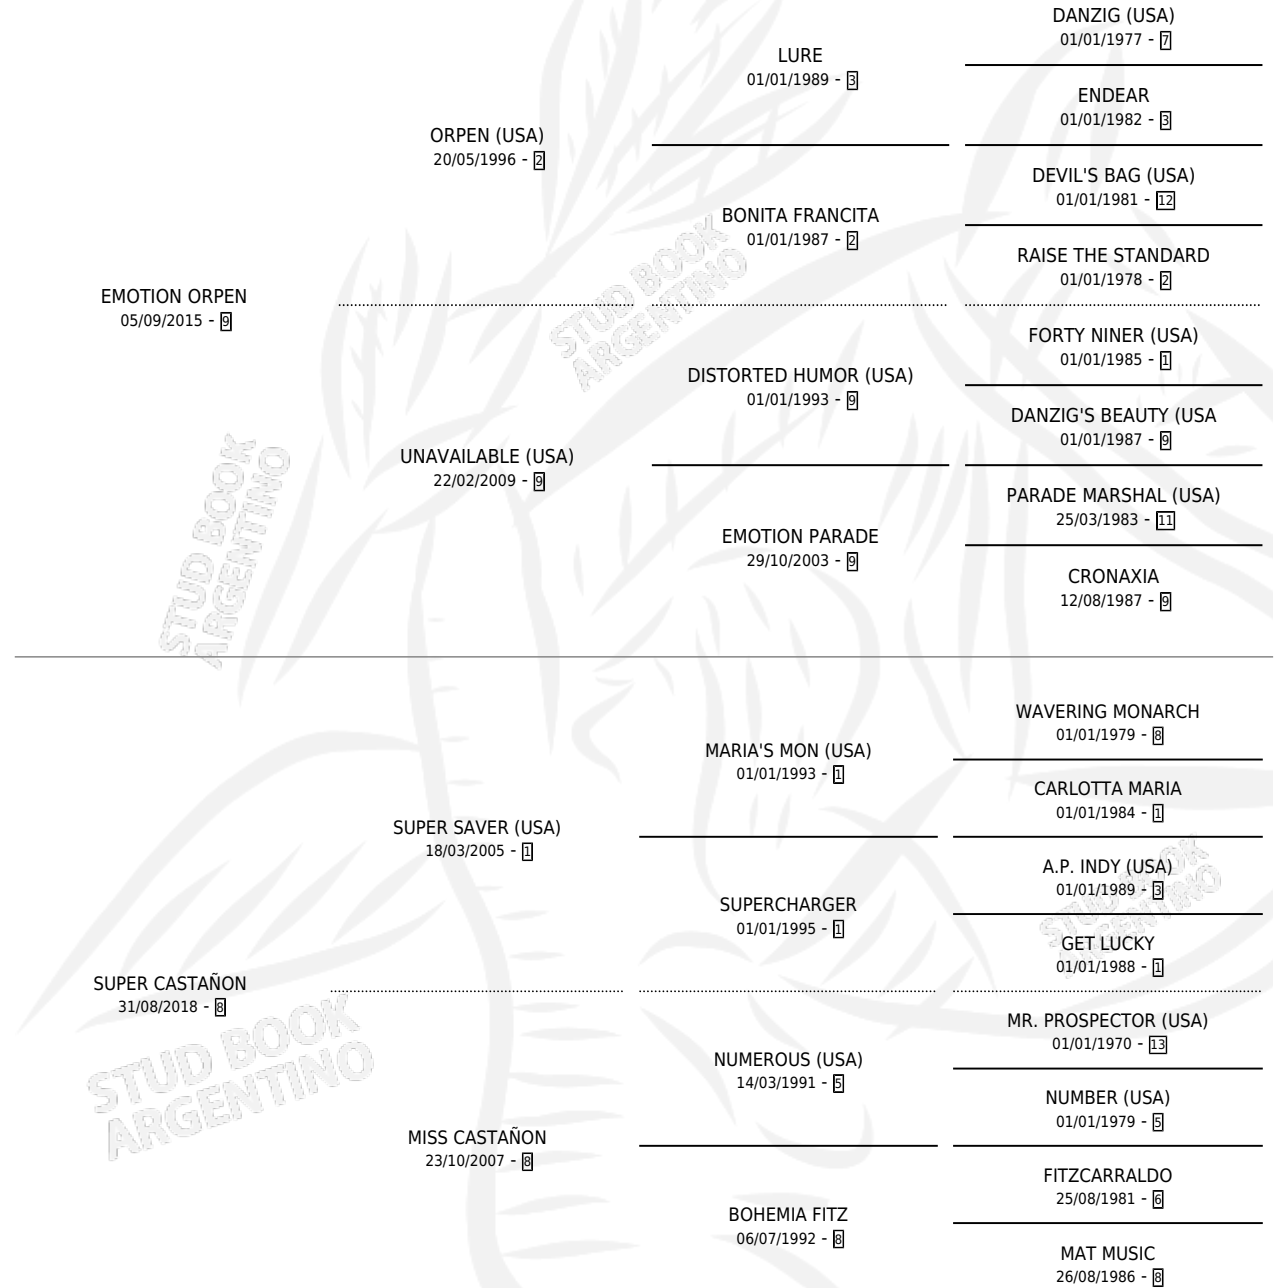 DANZIG (USA)
01/01/1977 - 7
LURE
01/01/1989 - 3
ENDEAR
01/01/1982 - 3
ORPEN (USA)
20/05/1996 - 2
DEVIL'S BAG (USA)
01/01/1981 - 12
BONITA FRANCITA
01/01/1987 - 2
RAISE THE STANDARD
01/01/1978 - 2
EMOTION ORPEN
05/09/2015 - 9
FORTY NINER (USA)
01/01/1985 - 1
DISTORTED HUMOR (USA)
01/01/1993 - 9
DANZIG'S BEAUTY (USA
01/01/1987 - 9
UNAVAILABLE (USA)
22/02/2009 - 9
PARADE MARSHAL (USA)
25/03/1983 - 11
EMOTION PARADE
29/10/2003 - 9
CRONAXIA
12/08/1987 - 9
WAVERING MONARCH
01/01/1979 - 8
MARIA'S MON (USA)
01/01/1993 - 1
CARLOTTA MARIA
01/01/1984 - 1
SUPER SAVER (USA)
18/03/2005 - 1
A.P. INDY (USA)
01/01/1989 - 3
SUPERCHARGER
01/01/1995 - 1
GET LUCKY
01/01/1988 - 1
SUPER CASTAÑON
31/08/2018 - 8
MR. PROSPECTOR (USA)
01/01/1970 - 13
NUMEROUS (USA)
14/03/1991 - 5
NUMBER (USA)
01/01/1979 - 5
MISS CASTAÑON
23/10/2007 - 8
FITZCARRALDO
25/08/1981 - 6
BOHEMIA FITZ
06/07/1992 - 8
MAT MUSIC
26/08/1986 - 8
STUD BOOK
ARGENTINO
STUD BOOK
ARGENTINO
STUD BOOK
ARGENTINO
STUD BOOK
ARGENTINO